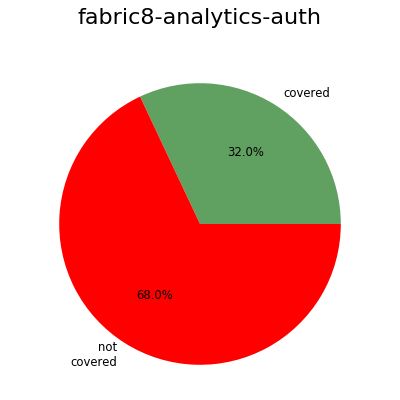 fabric8-analytics-auth
covered
32.0%
68.0%
not
covered